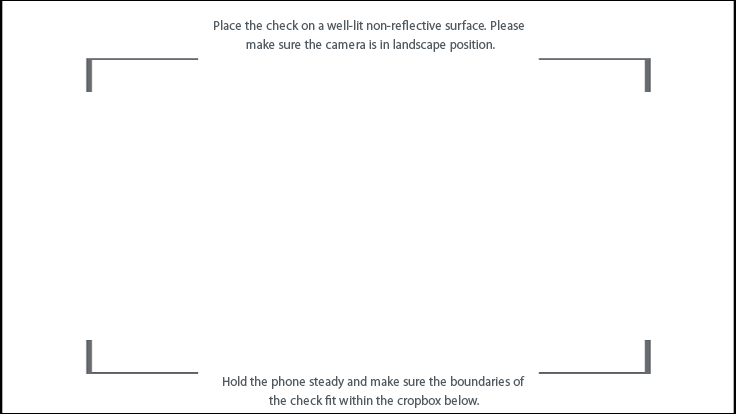 Place the check on a well-lit non-reflective surface. Please
make sure the camera is in landscape position.
Hold the phone steady and make sure the boundaries of
the check fit within the cropbox below.